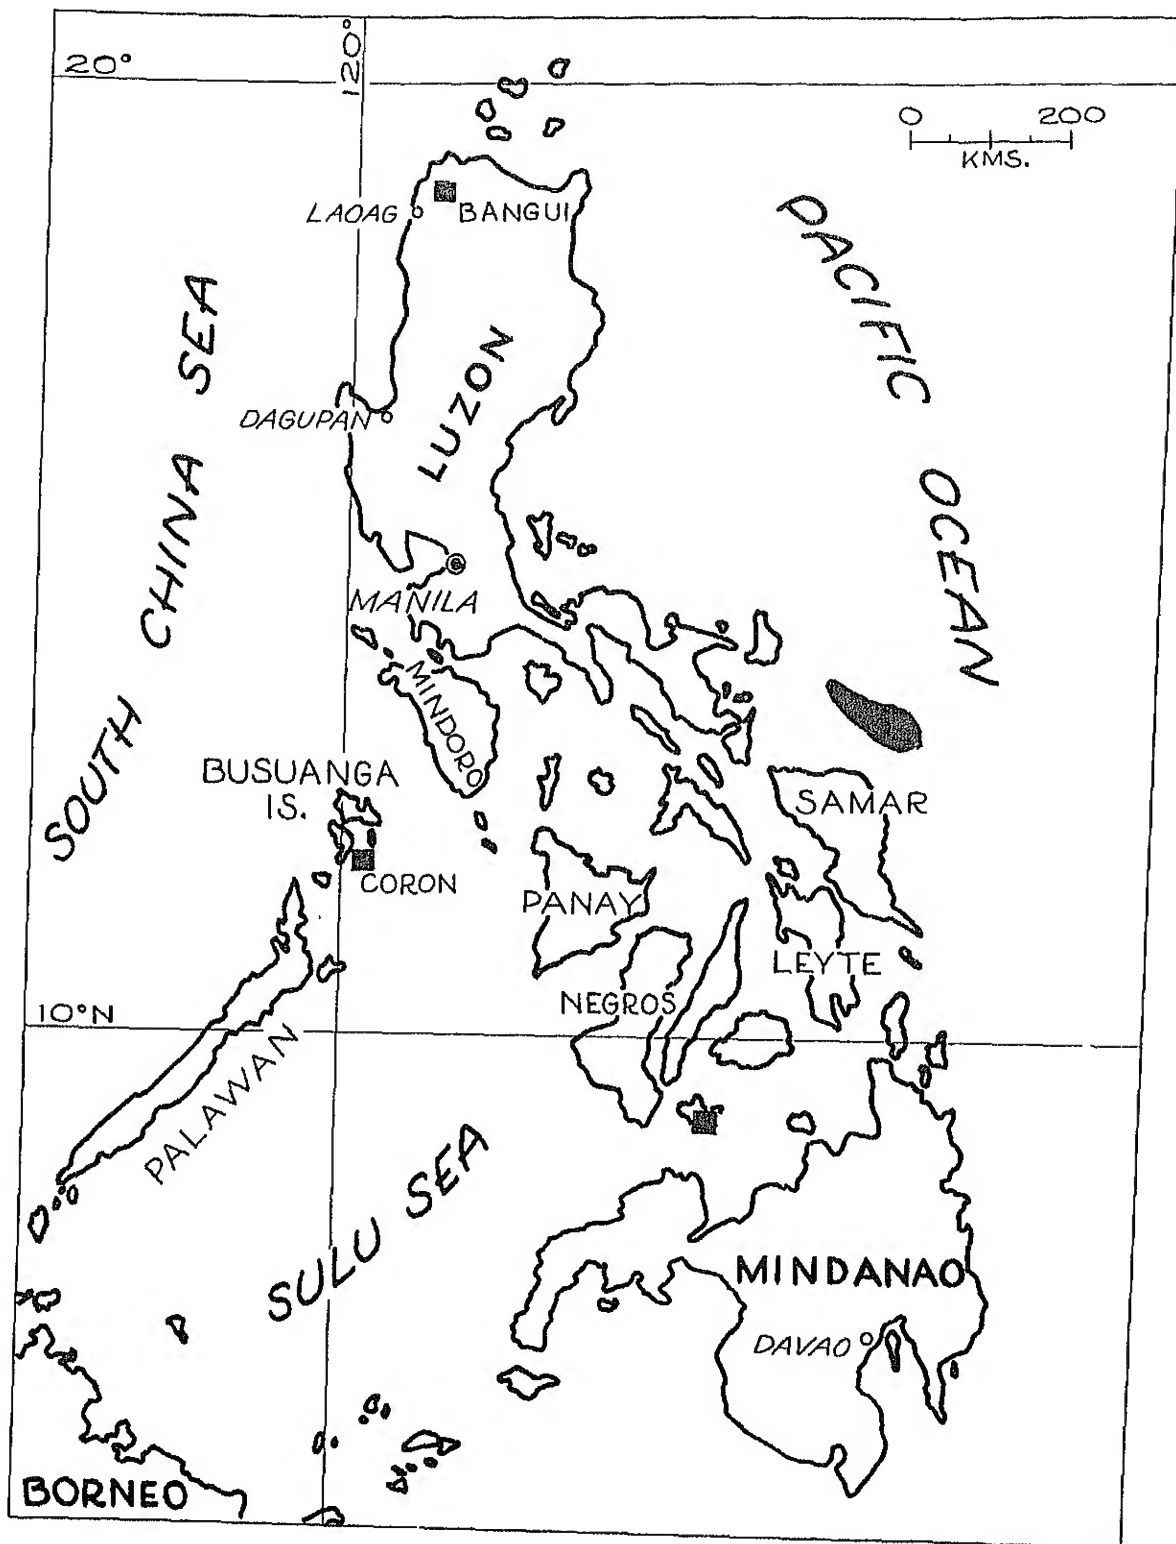 20°
120°
0 200
KMS.
LAOAG
BANGUI
PACIFIC OCEAN
SOUTH CHINA SEA
LUZON
DAGUPAN
MANILA
MINDORO
BUSUANGA
IS.
SAMAR
CORON
PANAY
LEYTE
NEGROS
10°N
PALAWAN
SULU SEA
MINDANAO
DAVAO
BORNEO